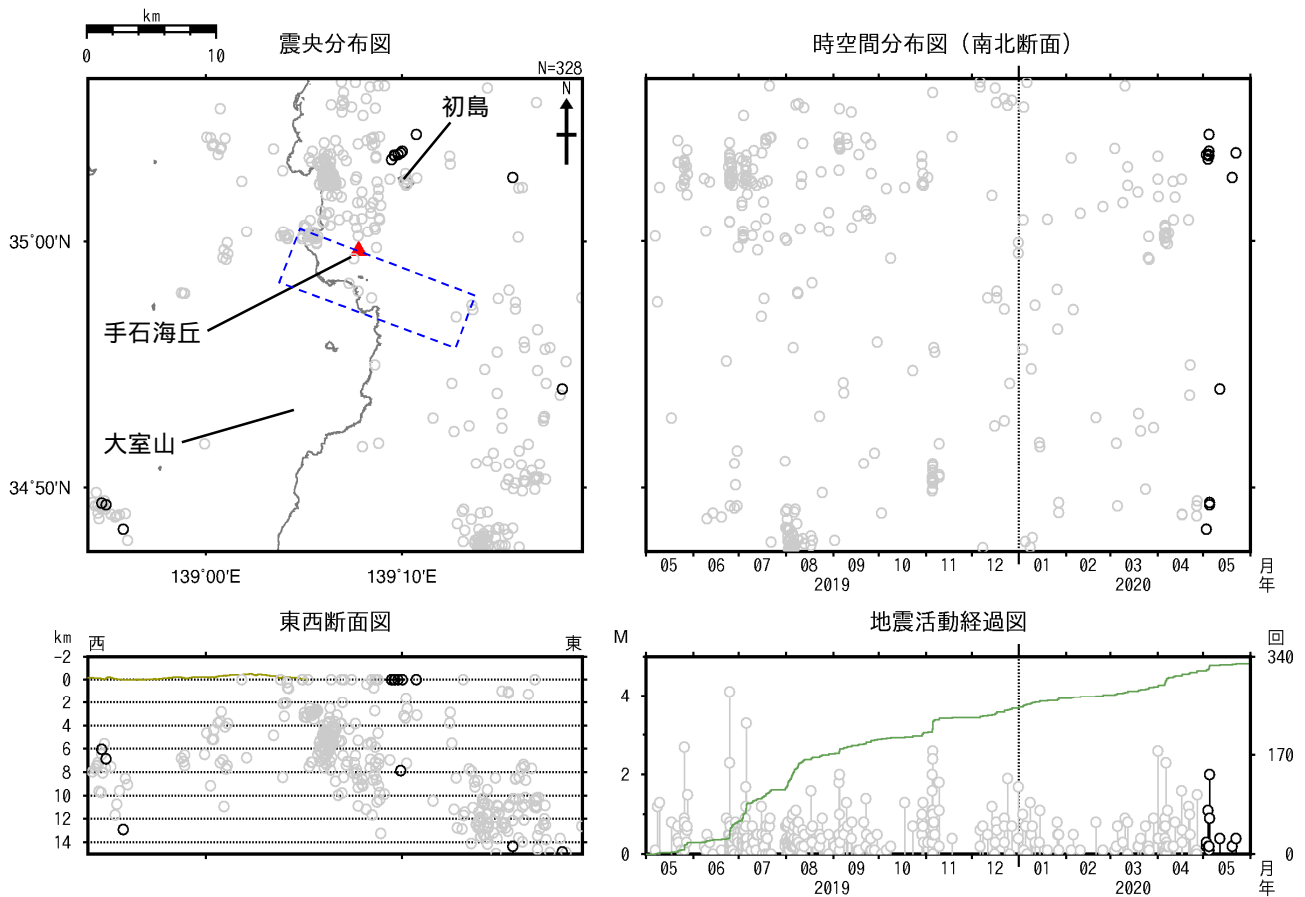 km
0 10
震央分布図
N=328
N
初島
35°00'N
手石海丘
大室山
34°50'N
139°00'E 139°10'E
時空間分布図（南北断面）
05 06 07 08 09 10 11 12 01 02 03 04 05 月
2019 2020 年
東西断面図
km 西 東
-2
0
2
4
6
8
10
12
14
地震活動経過図
M 回
4 340
2 170
0 0
05 06 07 08 09 10 11 12 01 02 03 04 05 月
2019 2020 年